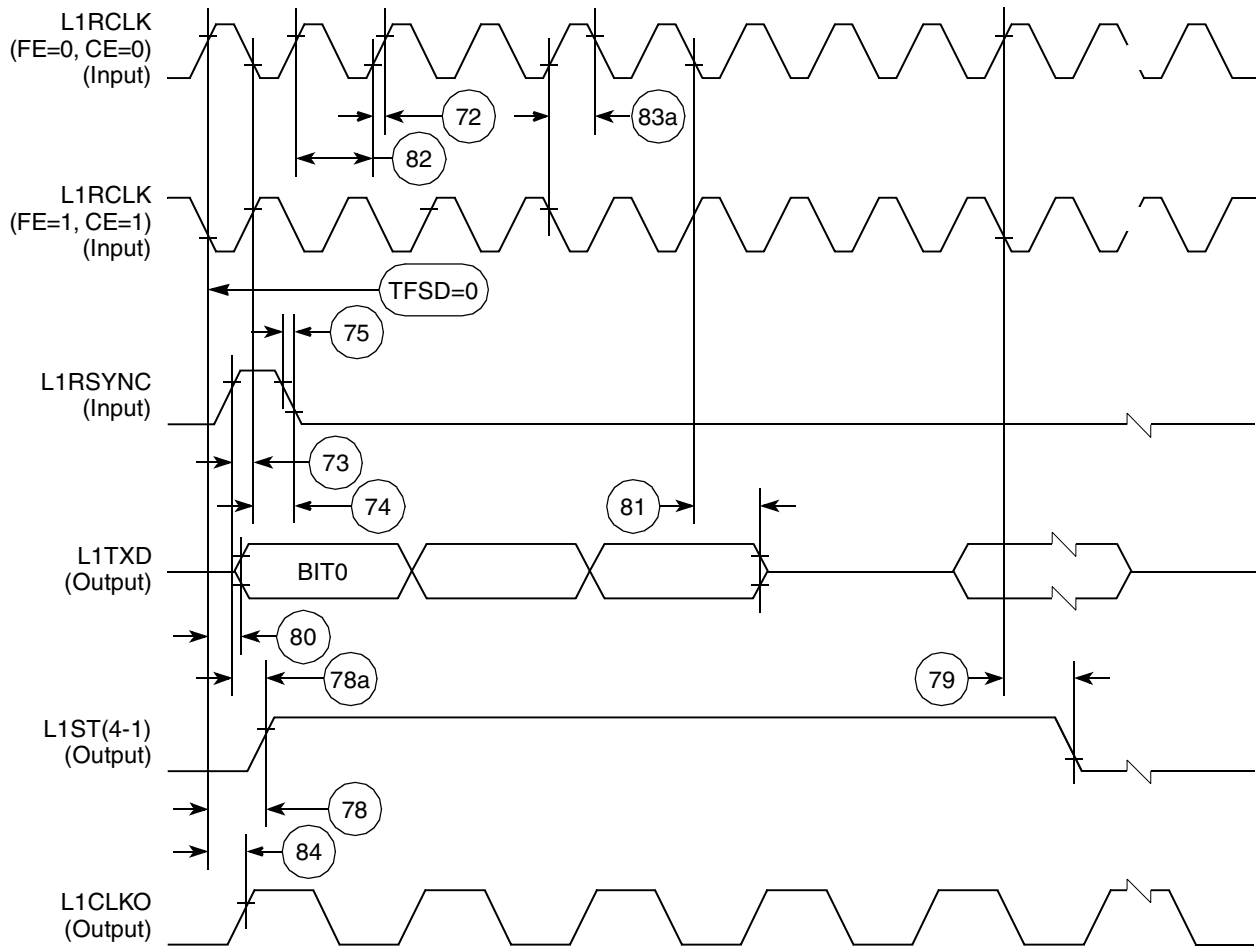 L1RCLK
(FE=0, CE=0)
(Input)
72
83a
82
L1RCLK
(FE=1, CE=1)
(Input)
TFSD=0
75
L1RSYNC
(Input)
73
74
81
L1TXD
(Output)
BIT0
80
78a
79
L1ST(4-1)
(Output)
78
84
L1CLKO
(Output)